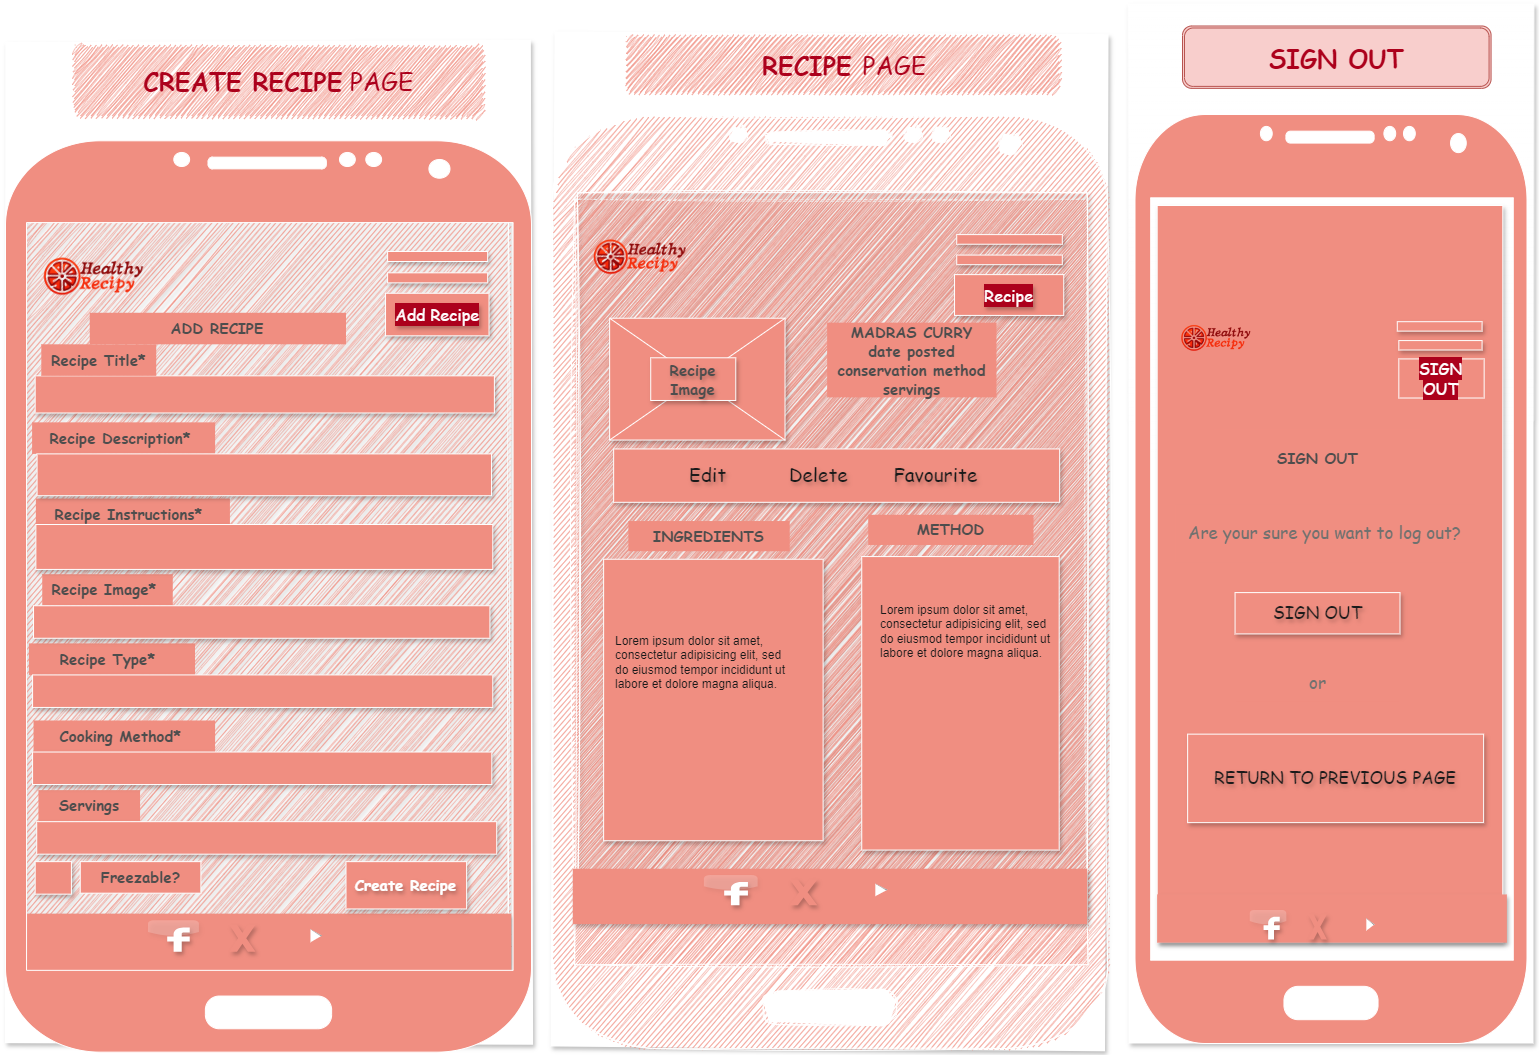 CREATE RECIPE PAGE
Healthy
Recipy
Add Recipe
ADD RECIPE
Recipe Title*
Recipe Description*
Recipe Instructions*
Recipe Image*
Recipe Type*
Cooking Method*
Servings
Freezable?
Create Recipe
f X
RECIPE PAGE
Healthy
Recipy
Recipe
Recipe
Image
MADRAS CURRY
date posted
conservation method
servings
Edit Delete Favourite
INGREDIENTS
METHOD
Lorem ipsum dolor sit amet,
consectetur adipisicing elit, sed
do eiusmod tempor incididunt ut
labore et dolore magna aliqua.
Lorem ipsum dolor sit amet,
consectetur adipisicing elit, sed
do eiusmod tempor incididunt ut
labore et dolore magna aliqua.
f X
SIGN OUT
Healthy
Recipy
SIGN
OUT
SIGN OUT
Are your sure you want to log out?
SIGN OUT
or
RETURN TO PREVIOUS PAGE
f X